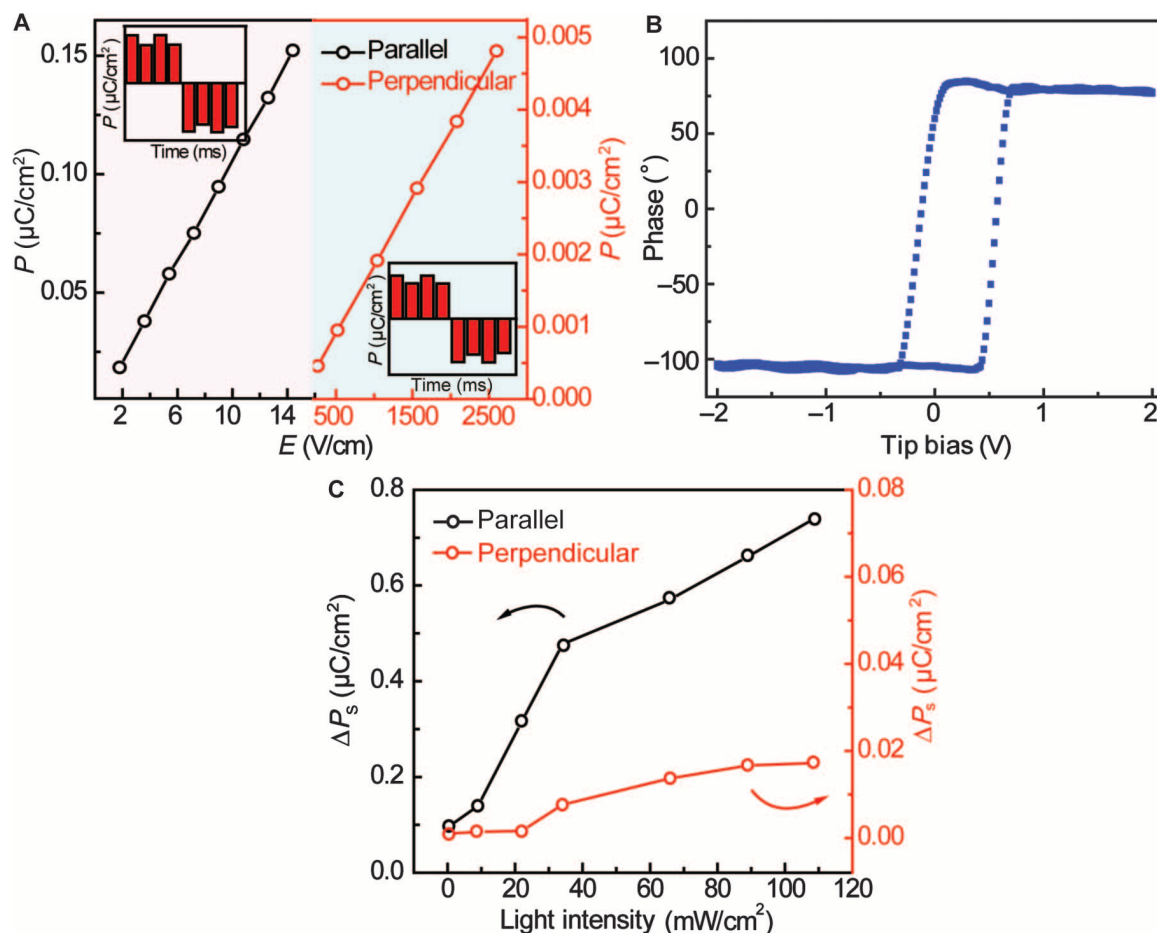 A
P (μC/cm²)
0.15
0.10
0.05
P (μC/cm²)
Time (ms)
Parallel
Perpendicular
P (μC/cm²)
Time (ms)
0.005
0.004
0.003
0.002
0.001
0.000
P (μC/cm²)
2 6 10 14 500 1500 2500
E (V/cm)
B
Phase (°)
100
50
0
−50
−100
−2 −1 0 1 2
Tip bias (V)
C
ΔPs (μC/cm²)
0.8
0.6
0.4
0.2
0.0
Parallel
Perpendicular
0.08
0.06
0.04
0.02
0.00
ΔPs (μC/cm²)
0 20 40 60 80 100 120
Light intensity (mW/cm²)